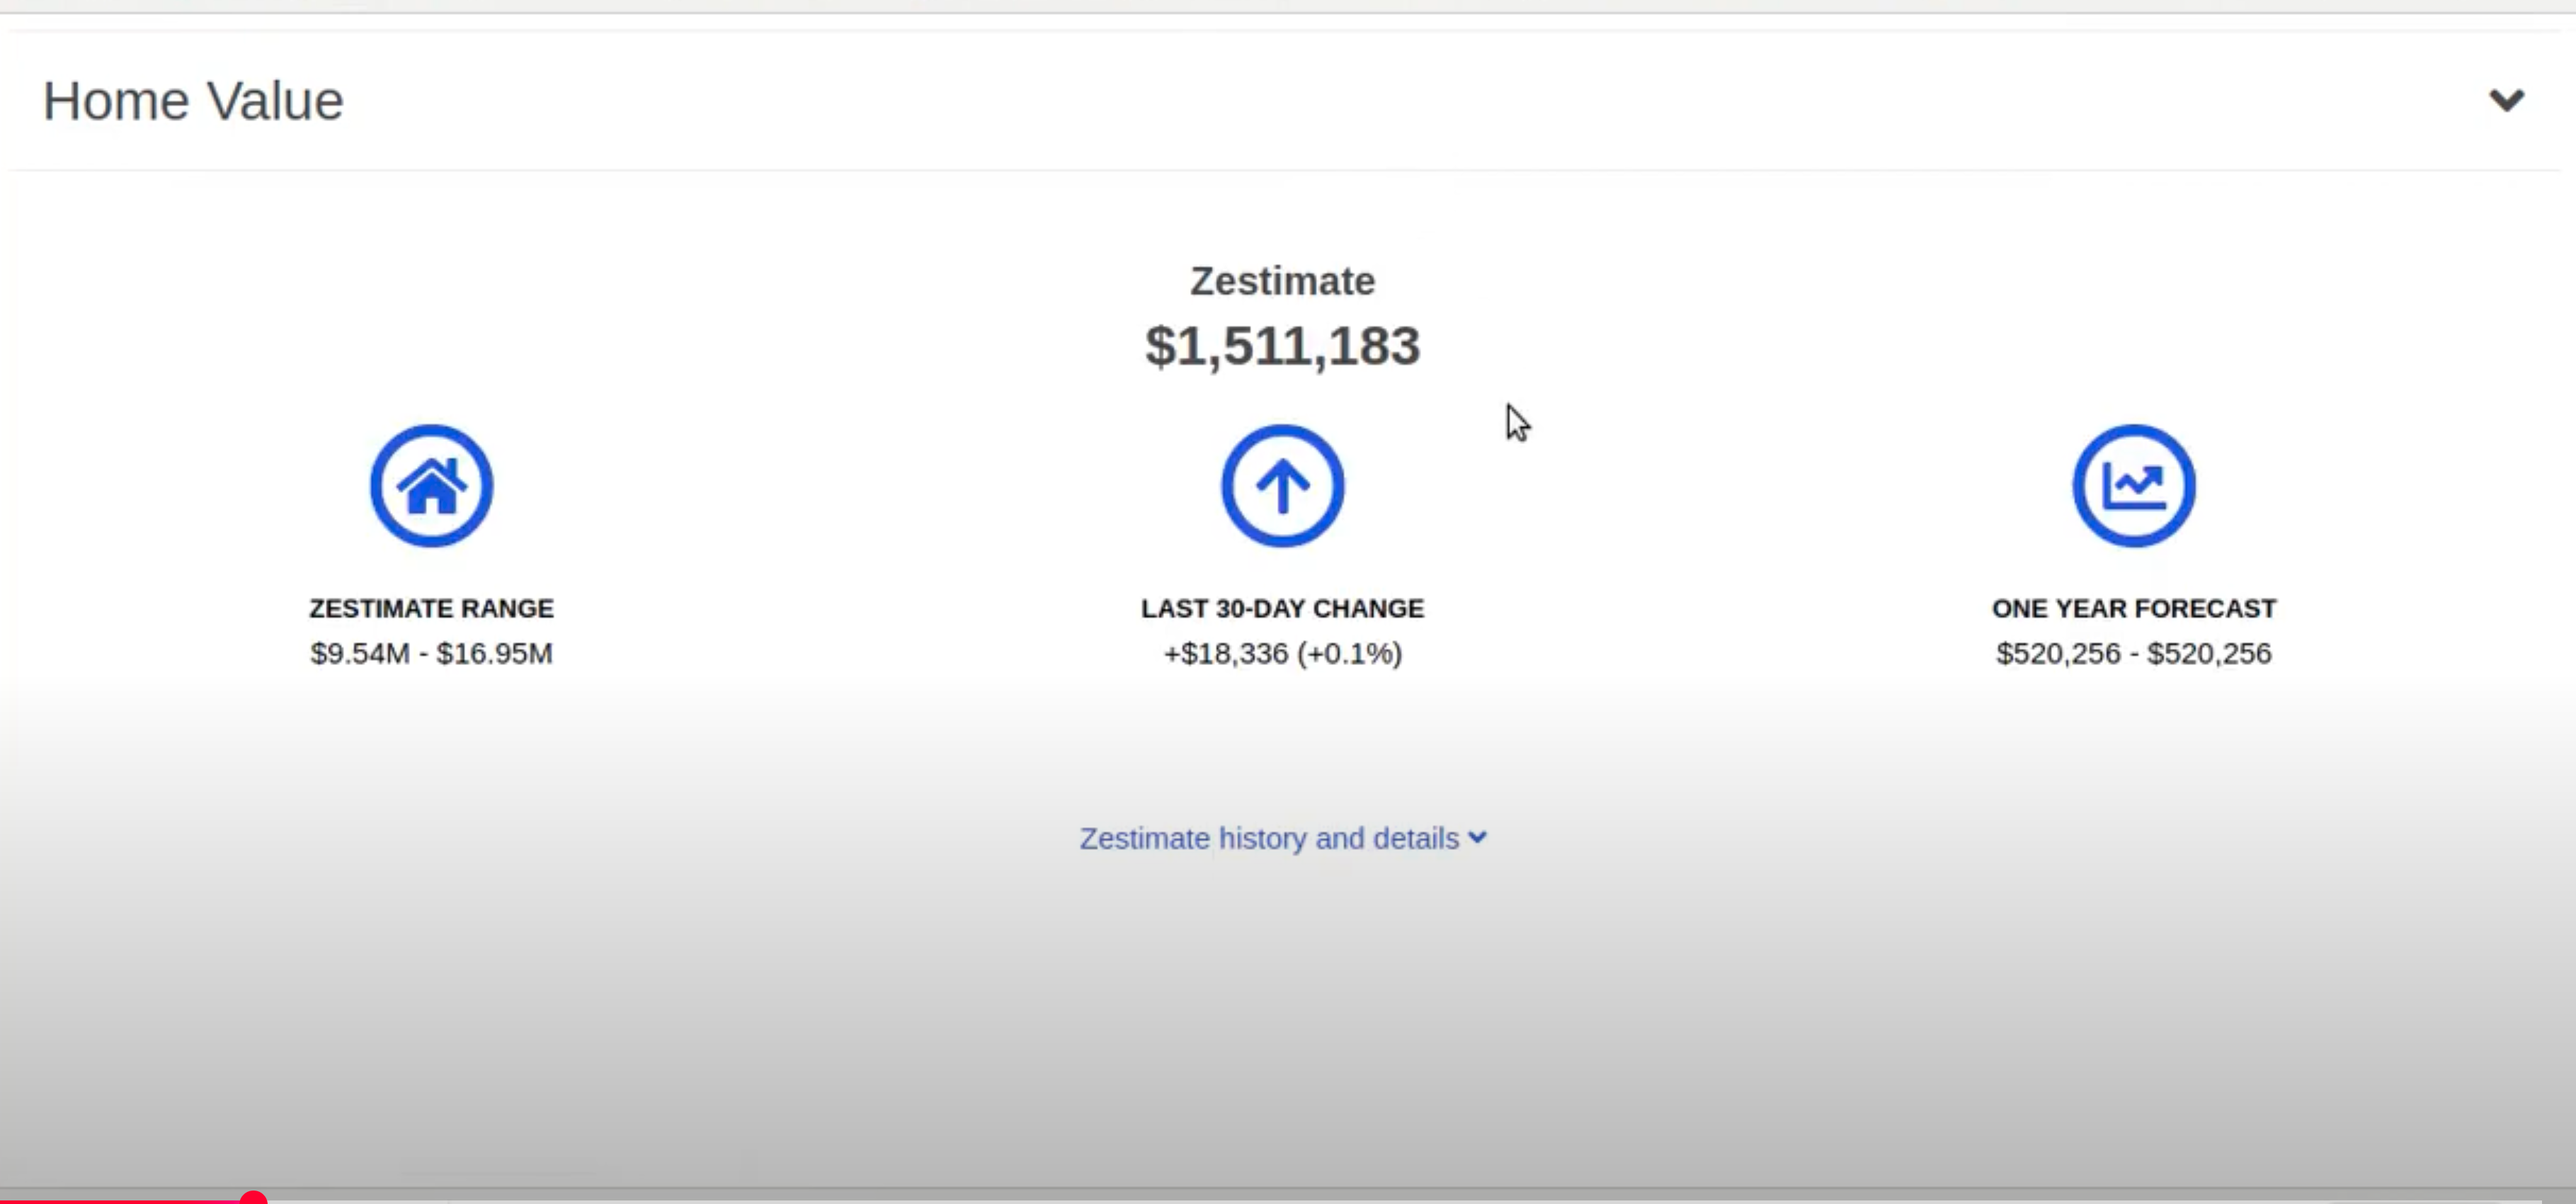 Home Value
Zestimate
$1,511,183
ZESTIMATE RANGE
$9.54M - $16.95M
LAST 30-DAY CHANGE
+$18,336 (+0.1%)
ONE YEAR FORECAST
$520,256 - $520,256
Zestimate history and details